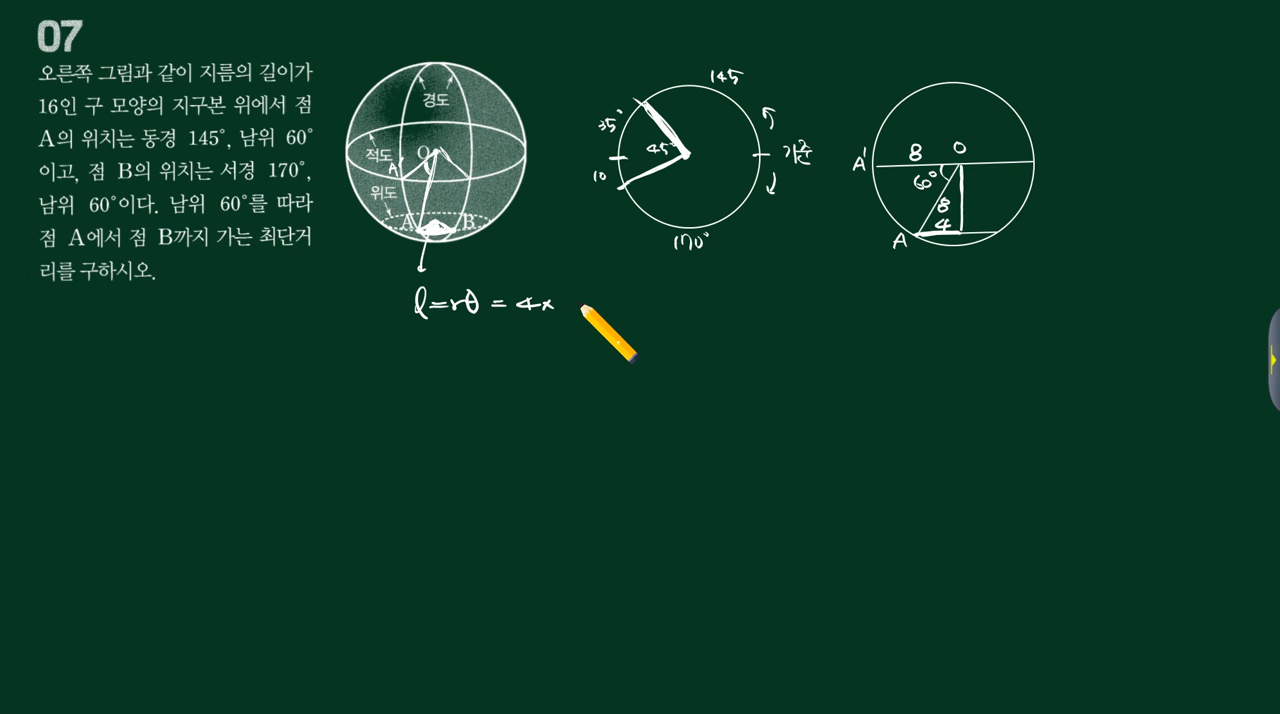 07
오른쪽 그림과 같이 지름의 길이가
16인 구 모양의 지구본 위에서 점
A의 위치는 동경 145°, 남위 60°
이고, 점 B의 위치는 서경 170°,
남위 60°이다. 남위 60°를 따라
점 A에서 점 B까지 가는 최단거
리를 구하시오.
경도
적도
O
A'
위도
A
B
l=rθ = 4×
145
35°
45°
10
기준
170°
A'
8
O
60°
8
4
A